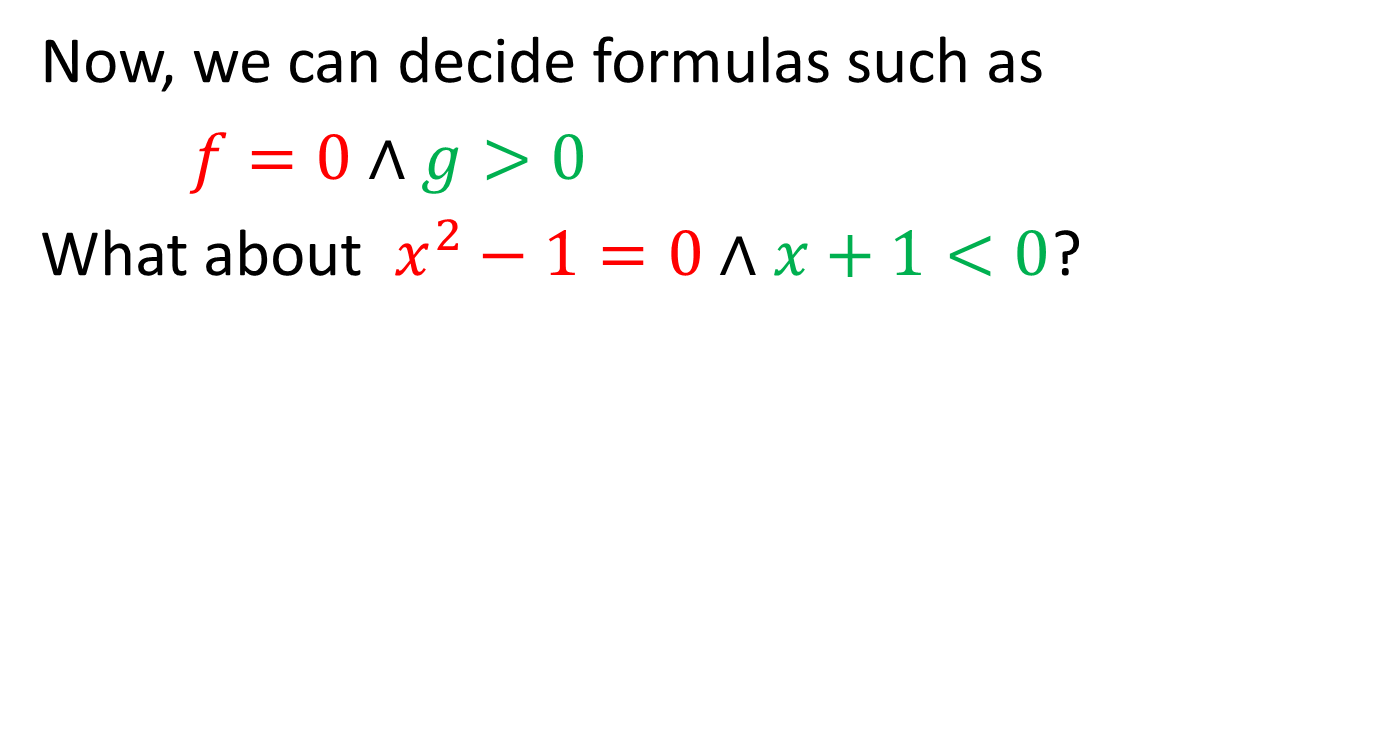 Now, we can decide formulas such as
𝑓 = 0 ∧ 𝑔 > 0
What about 𝑥² − 1 = 0 ∧ 𝑥 + 1 < 0?